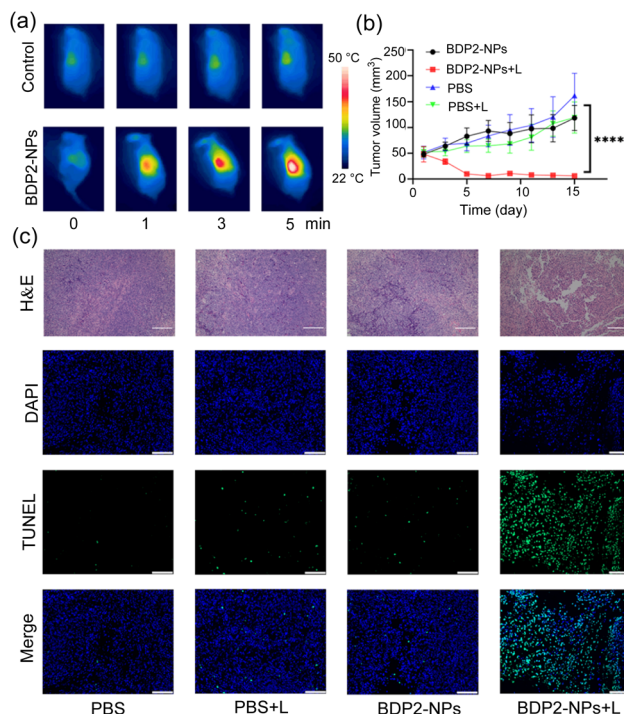 (a)
Control
BDP2-NPs
0 1 3 5 min
50 °C
22 °C
(b)
Tumor volume (mm³)
250
200
150
100
50
0
0 5 10 15
Time (day)
BDP2-NPs
BDP2-NPs+L
PBS
PBS+L
****
(c)
H&E
DAPI
TUNEL
Merge
PBS PBS+L BDP2-NPs BDP2-NPs+L